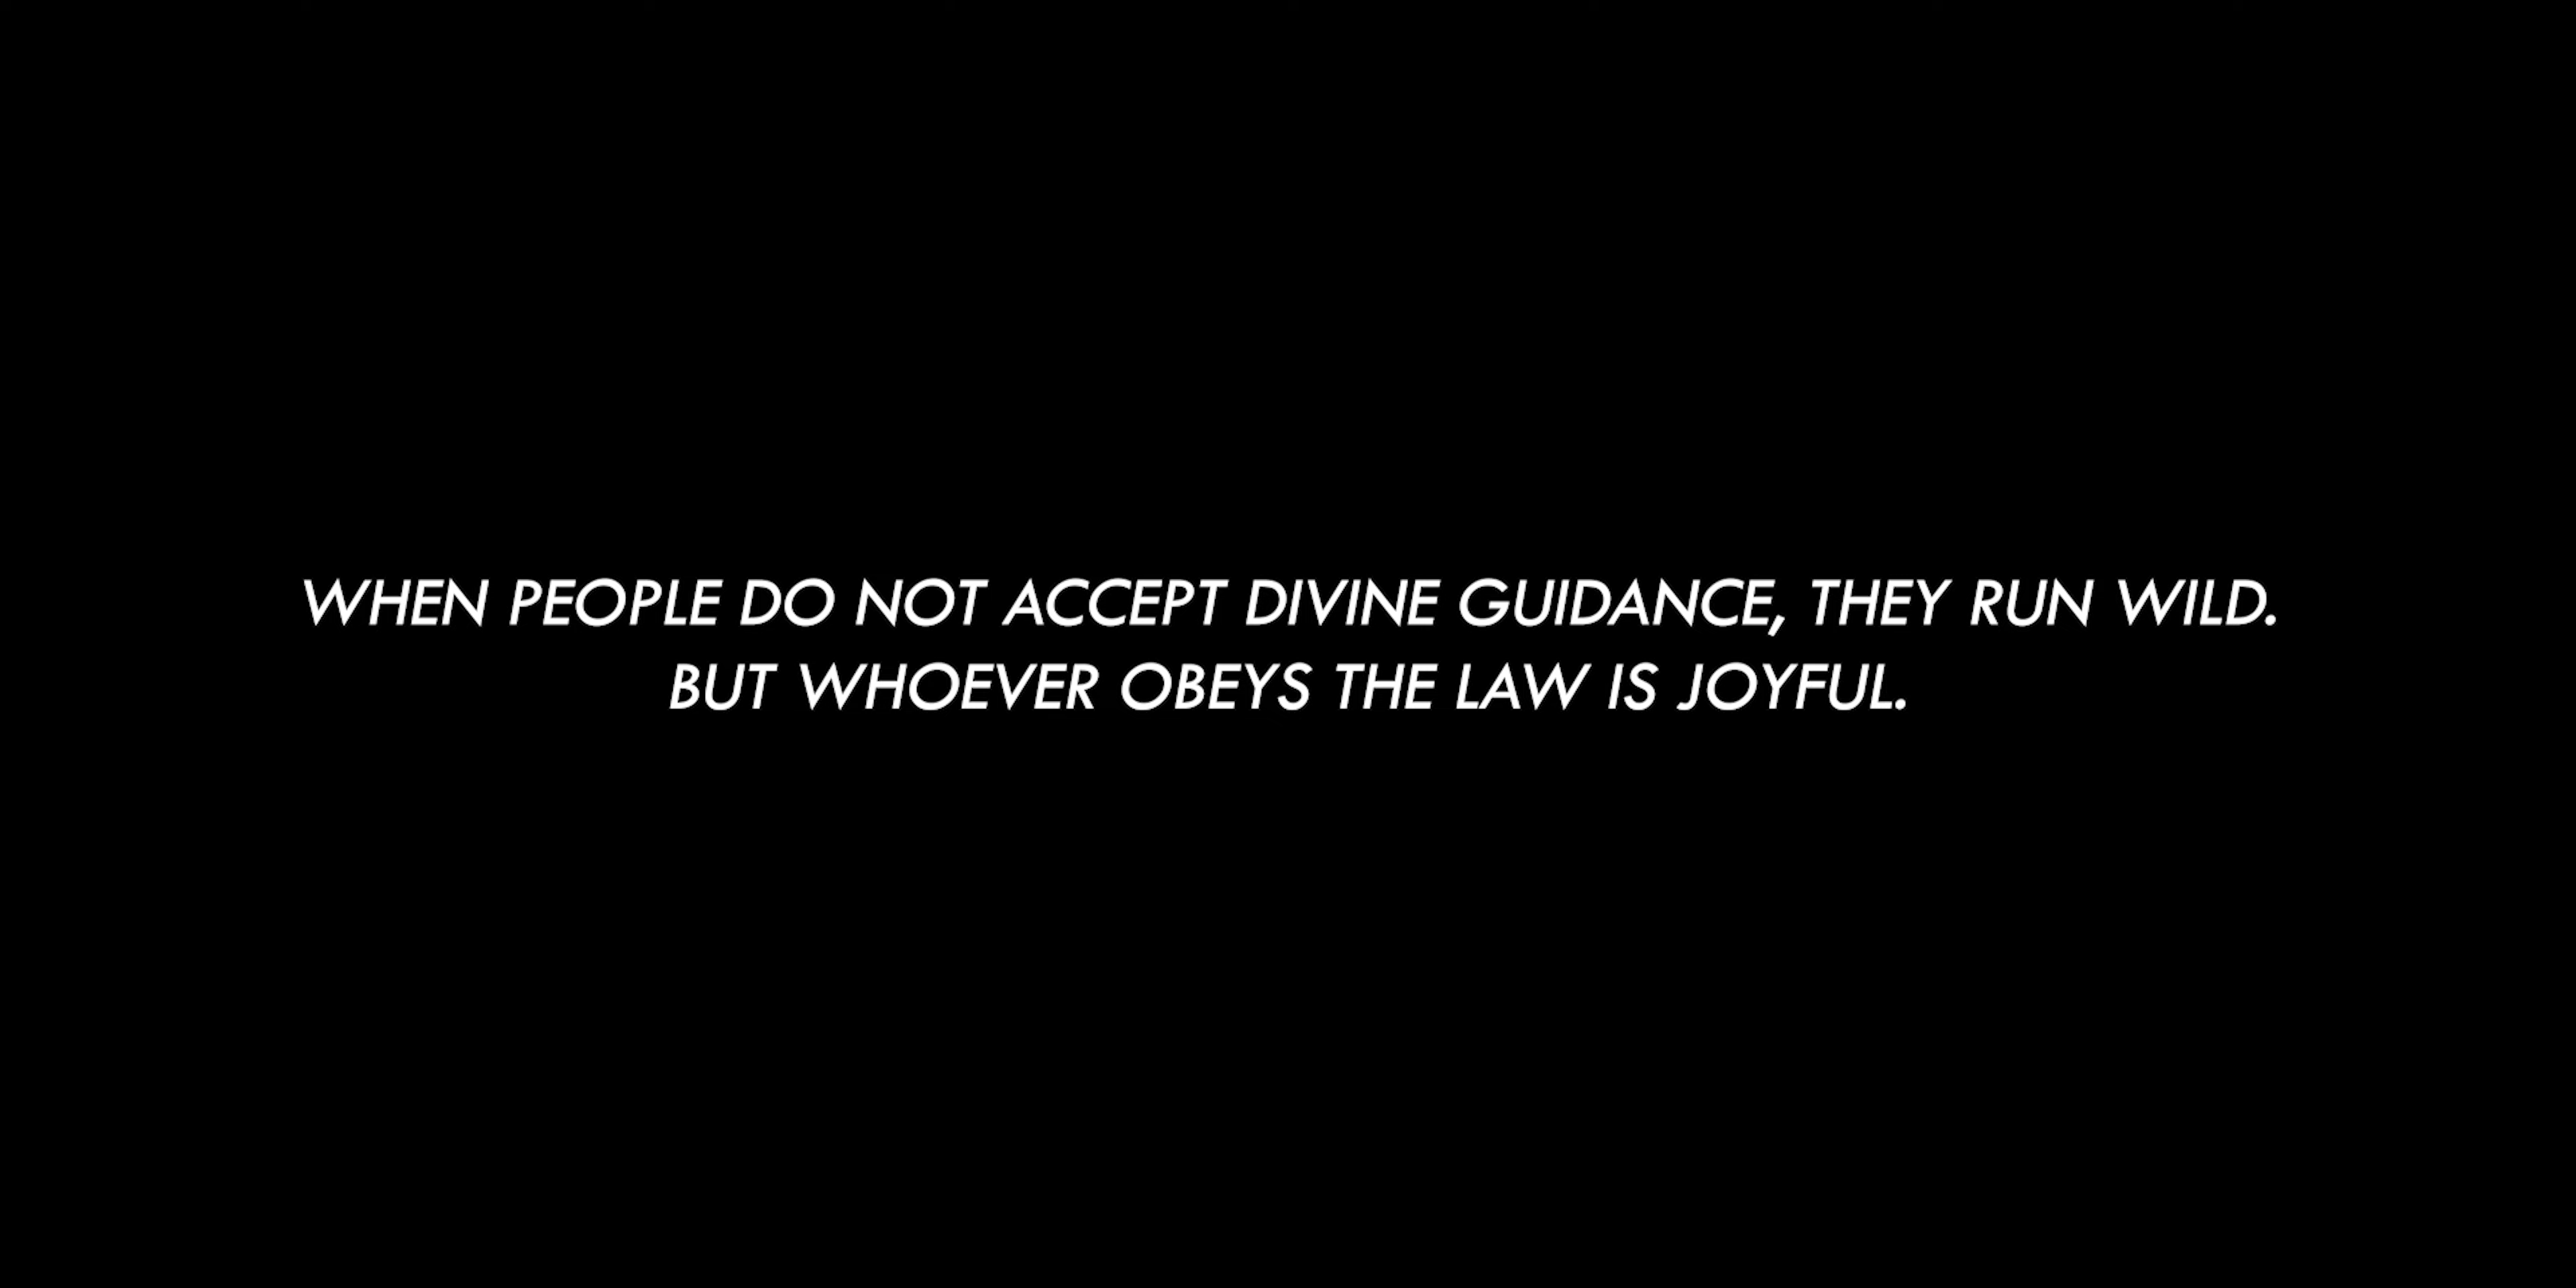 WHEN PEOPLE DO NOT ACCEPT DIVINE GUIDANCE, THEY RUN WILD.
BUT WHOEVER OBEYS THE LAW IS JOYFUL.